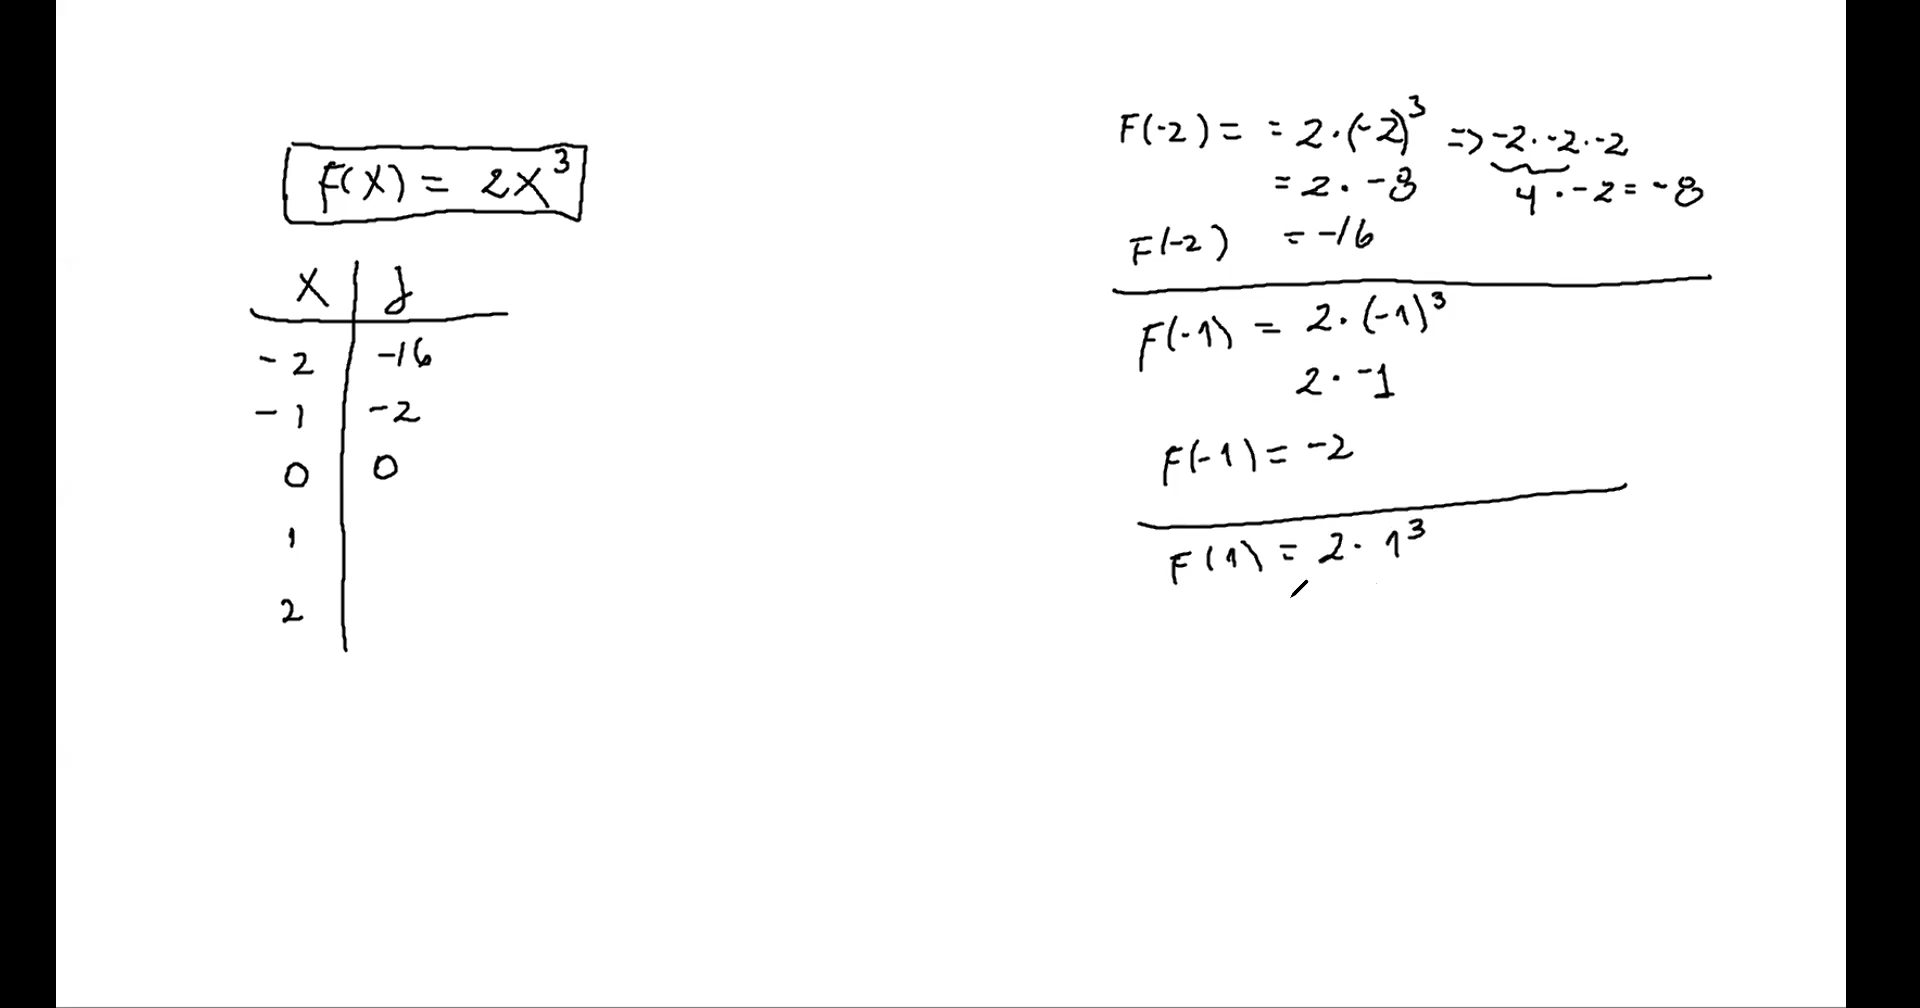 F(x) = 2x³
x | y
-2 | -16
-1 | -2
0 | 0
1 |
2 |
F(-2) = = 2·(-2)³ => -2·-2·-2
= 2·-8 4·-2=-8
F(-2) = -16
F(-1) = 2·(-1)³
2·-1
F(-1) = -2
F(1) = 2·1³